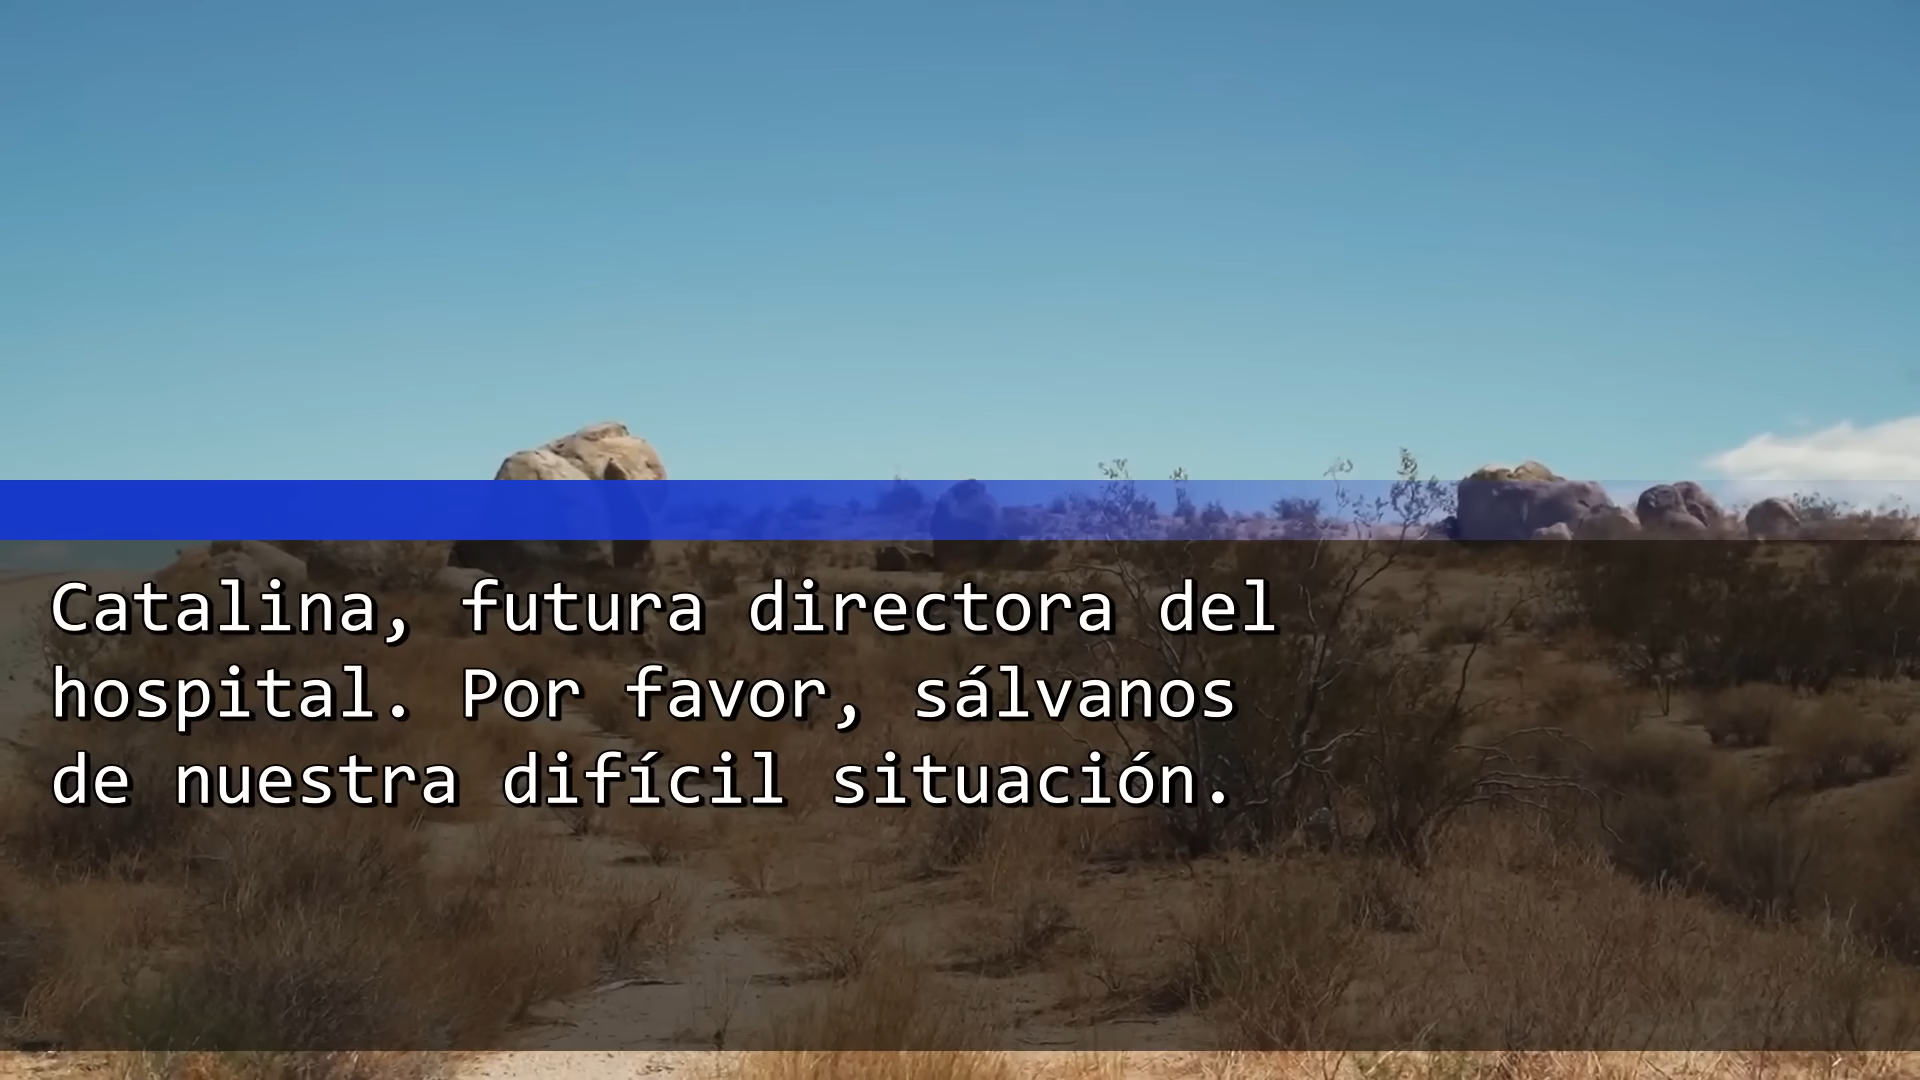 Catalina, futura directora del
hospital. Por favor, sálvanos
de nuestra difícil situación.